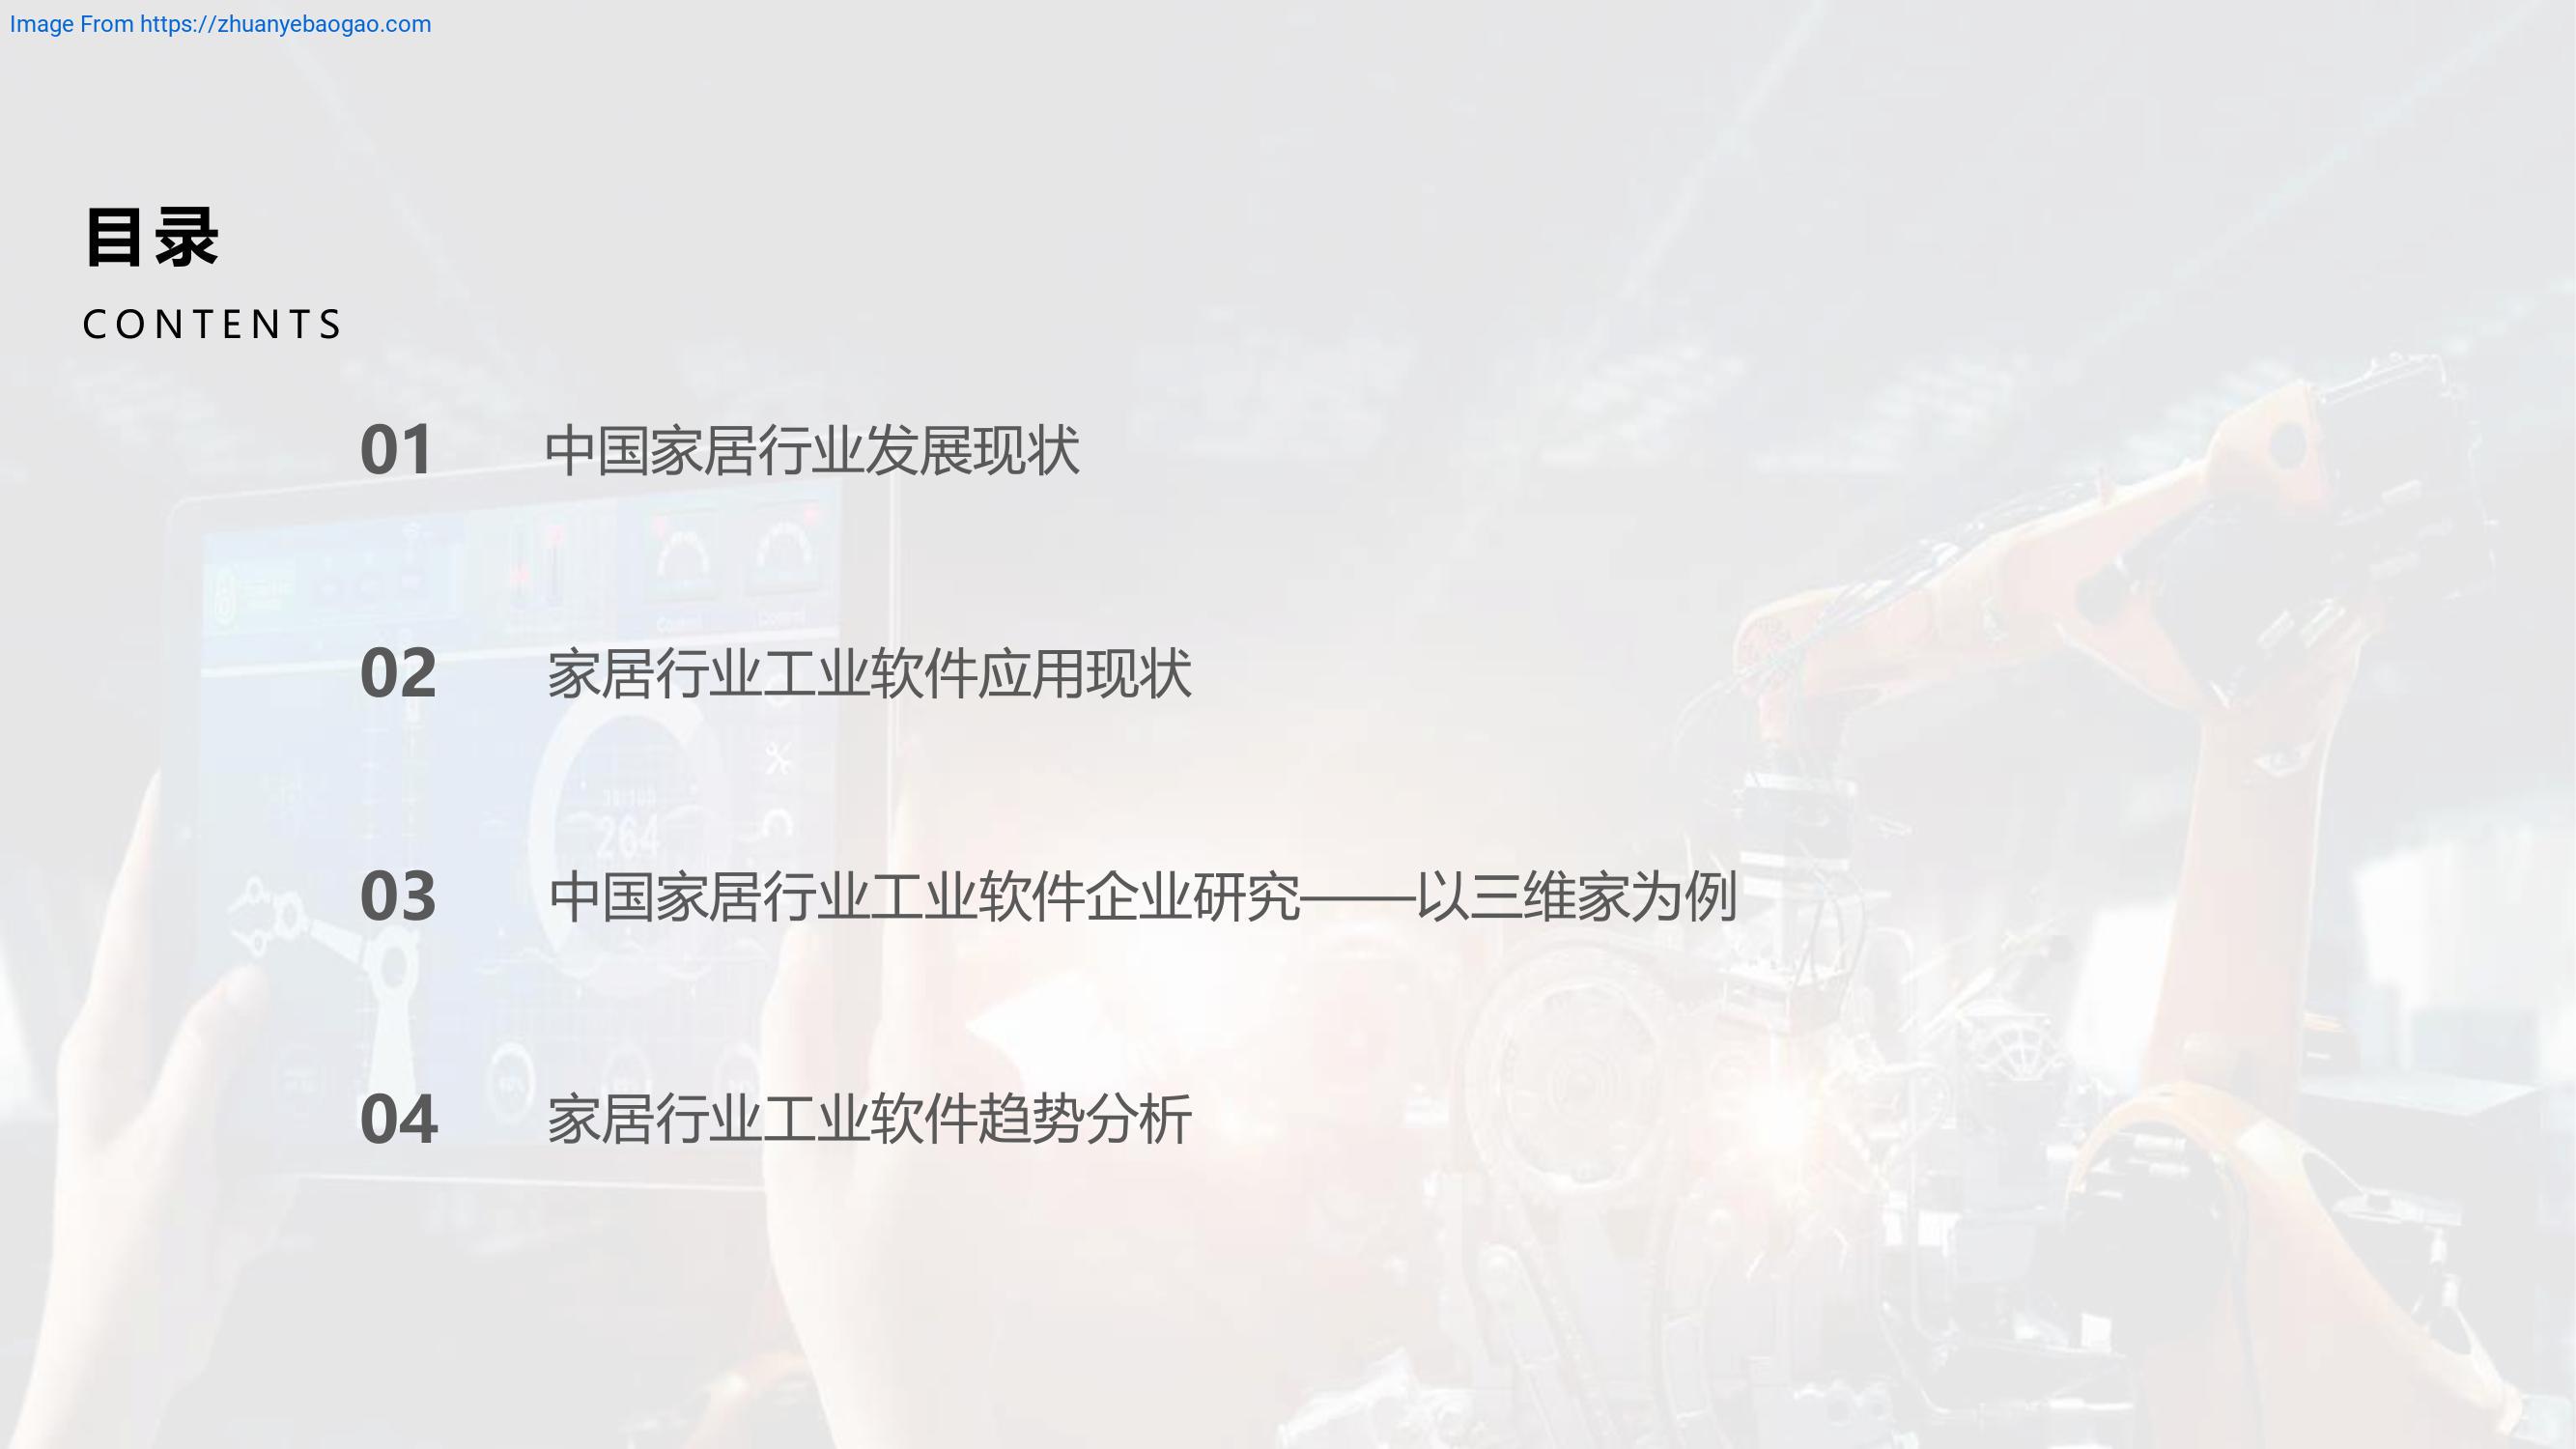 Image From https://zhuanyebaogao.com
目录
CONTENTS
01 中国家居行业发展现状
02 家居行业工业软件应用现状
264
03 中国家居行业工业软件企业研究——以三维家为例
04 家居行业工业软件趋势分析